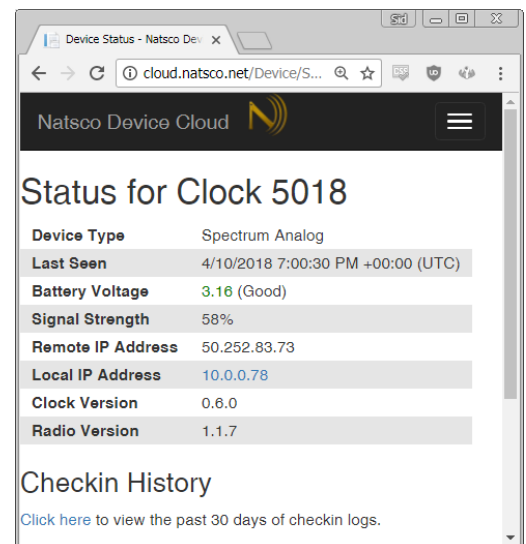 Device Status - Natsco Dev
cloud.natsco.net/Device/S...
Natsco Device Cloud
Status for Clock 5018
Device Type Spectrum Analog
Last Seen 4/10/2018 7:00:30 PM +00:00 (UTC)
Battery Voltage 3.16 (Good)
Signal Strength 58%
Remote IP Address 50.252.83.73
Local IP Address 10.0.0.78
Clock Version 0.6.0
Radio Version 1.1.7
Checkin History
Click here to view the past 30 days of checkin logs.